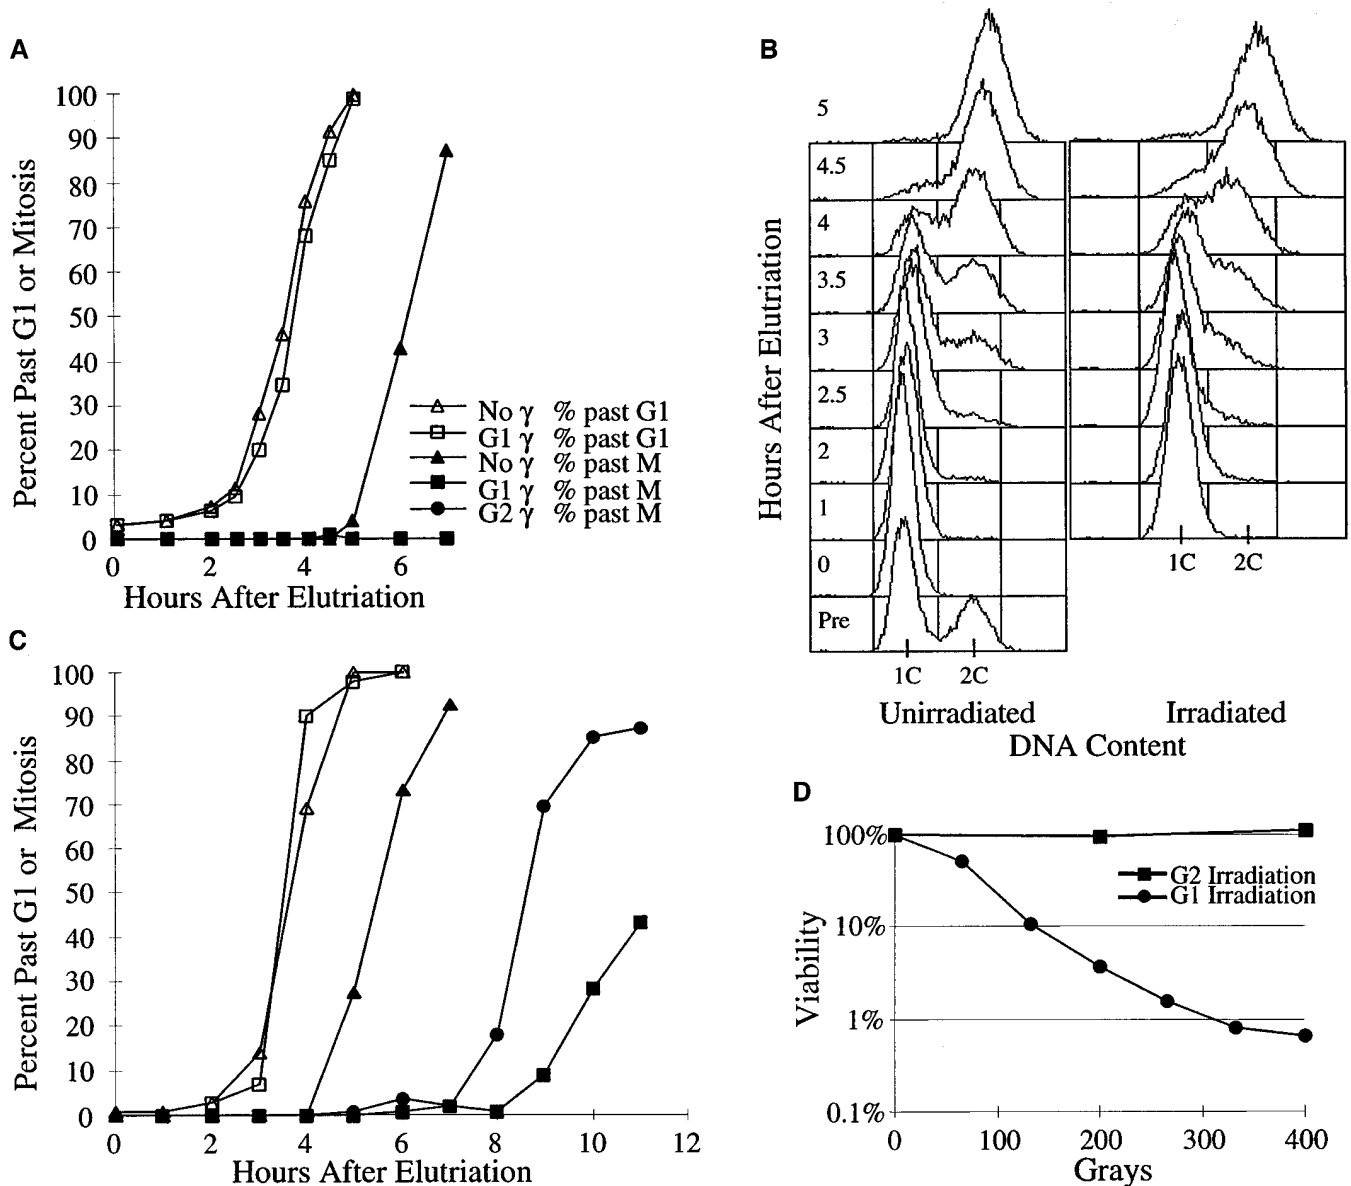 A
Percent Past G1 or Mitosis
100
90
80
70
60
50
40
30
20
10
0
0 2 4 6
Hours After Elutriation
No γ % past G1
G1 γ % past G1
No γ % past M
G1 γ % past M
G2 γ % past M
B
Hours After Elutriation
5
4.5
4
3.5
3
2.5
2
1
0
Pre
1C 2C
1C 2C
Unirradiated Irradiated
DNA Content
C
Percent Past G1 or Mitosis
100
90
80
70
60
50
40
30
20
10
0
0 2 4 6 8 10 12
Hours After Elutriation
D
Viability
100%
10%
1%
0.1%
G2 Irradiation
G1 Irradiation
0 100 200 300 400
Grays